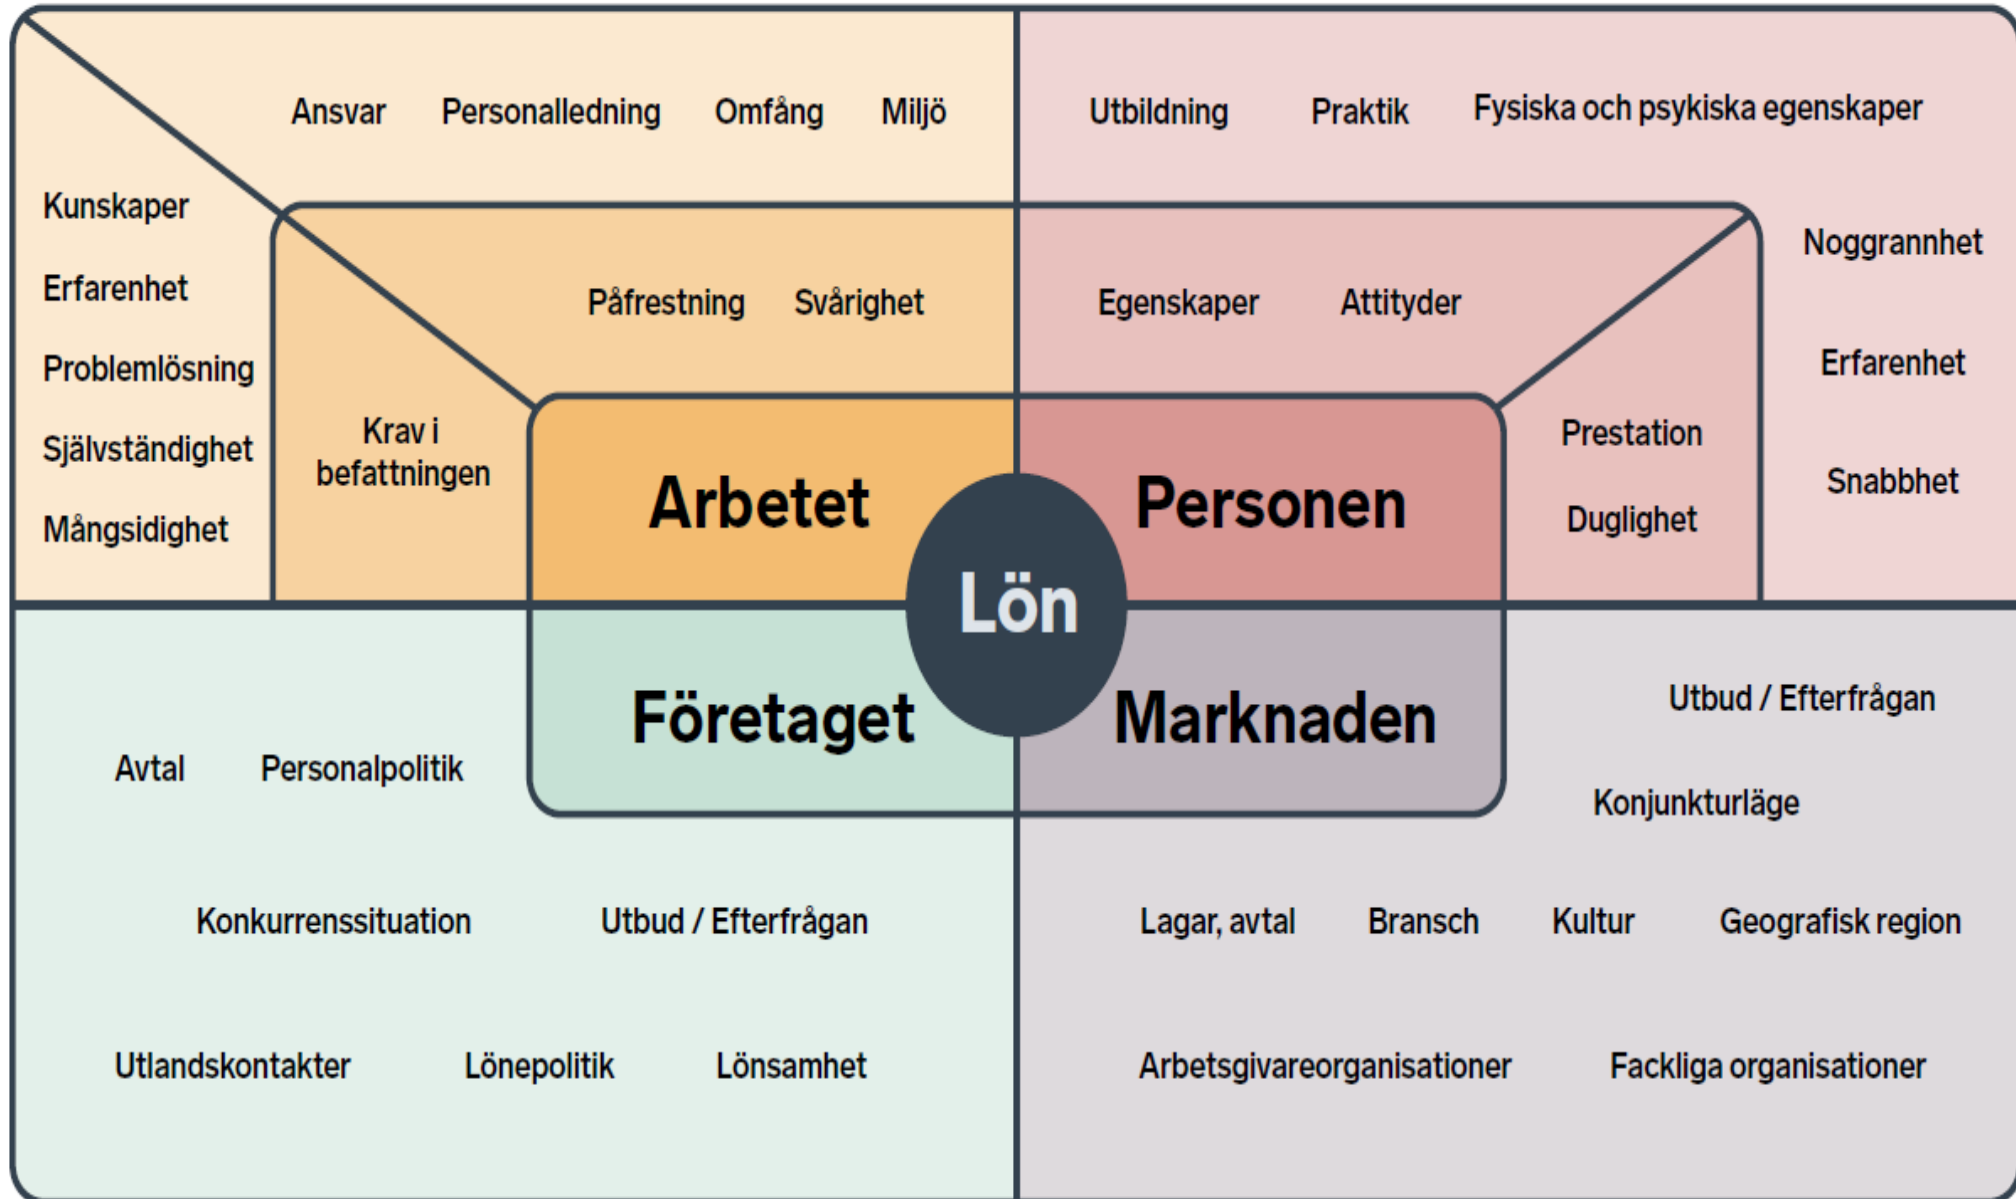 Ansvar Personalledning Omfång Miljö
Kunskaper
Erfarenhet
Problemlösning
Självständighet
Mångsidighet
Påfrestning Svårighet
Krav i
befattningen
Arbetet
Utbildning Praktik Fysiska och psykiska egenskaper
Noggrannhet
Erfarenhet
Snabbhet
Egenskaper Attityder
Prestation
Duglighet
Personen
Lön
Företaget
Avtal Personalpolitik
Konkurrenssituation Utbud / Efterfrågan
Utlandskontakter Lönepolitik Lönsamhet
Marknaden
Utbud / Efterfrågan
Konjunkturläge
Lagar, avtal Bransch Kultur Geografisk region
Arbetsgivareorganisationer Fackliga organisationer